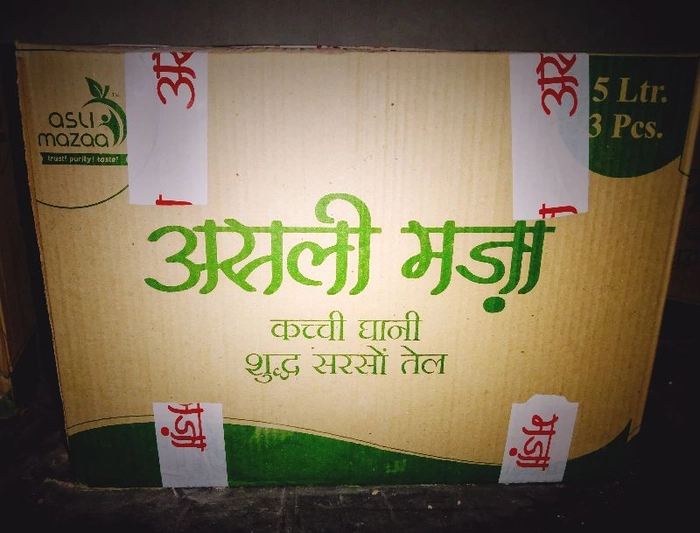 asli
mazaa
trust! purity! taste!
5 Ltr.
3 Pcs.
असली मज़ा
कच्ची घानी
शुद्ध सरसों तेल
मज़ा
मज़ा